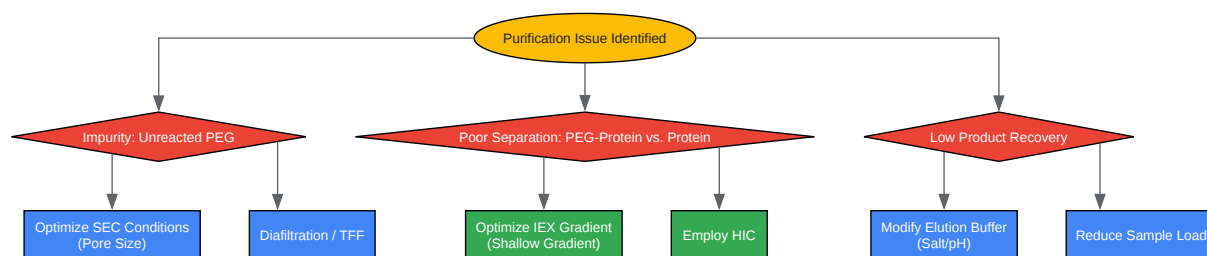 Purification Issue Identified
Impurity: Unreacted PEG
Poor Separation: PEG-Protein vs. Protein
Low Product Recovery
Optimize SEC Conditions
(Pore Size)
Diafiltration / TFF
Optimize IEX Gradient
(Shallow Gradient)
Employ HIC
Modify Elution Buffer
(Salt/pH)
Reduce Sample Load